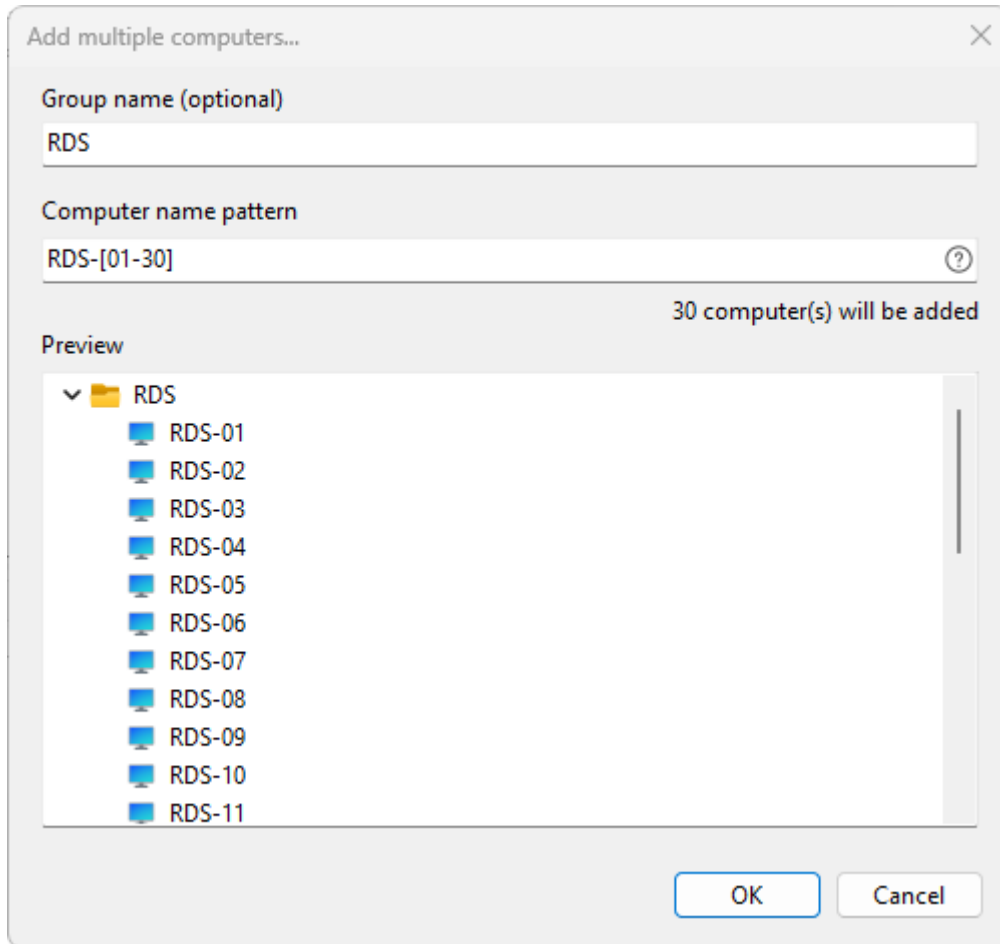 Add multiple computers...
Group name (optional)
RDS
Computer name pattern
RDS-[01-30]
30 computer(s) will be added
Preview
RDS
RDS-01
RDS-02
RDS-03
RDS-04
RDS-05
RDS-06
RDS-07
RDS-08
RDS-09
RDS-10
RDS-11
OK Cancel